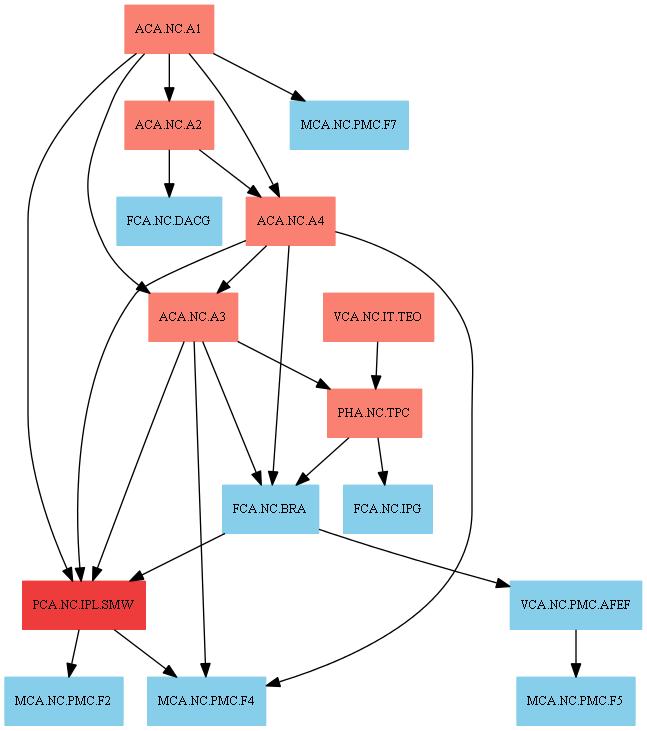 ACA.NC.A1
ACA.NC.A2
MCA.NC.PMC.F7
FCA.NC.DACG
ACA.NC.A4
ACA.NC.A3
VCA.NC.IT.TEO
PHA.NC.TPC
FCA.NC.BRA
FCA.NC.IPG
PCA.NC.IPL.SMW
VCA.NC.PMC.AFEF
MCA.NC.PMC.F2
MCA.NC.PMC.F4
MCA.NC.PMC.F5